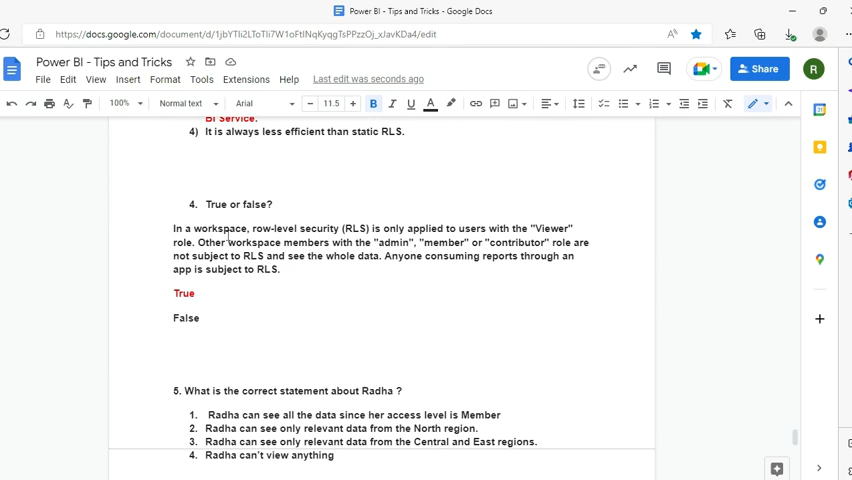 Power BI - Tips and Tricks - Google Docs
https://docs.google.com/document/d/1jbYTIi2LToTIi7W1oFtINqKyqgTsPPzzOj_xJavKDa4/edit
Power BI - Tips and Tricks
File Edit View Insert Format Tools Extensions Help Last edit was seconds ago
Share
R
100% Normal text Arial 11.5 B I U A
BI Service.
4) It is always less efficient than static RLS.
4. True or false?
In a workspace, row-level security (RLS) is only applied to users with the "Viewer"
role. Other workspace members with the "admin", "member" or "contributor" role are
not subject to RLS and see the whole data. Anyone consuming reports through an
app is subject to RLS.
True
False
5. What is the correct statement about Radha ?
1. Radha can see all the data since her access level is Member
2. Radha can see only relevant data from the North region.
3. Radha can see only relevant data from the Central and East regions.
4. Radha can't view anything